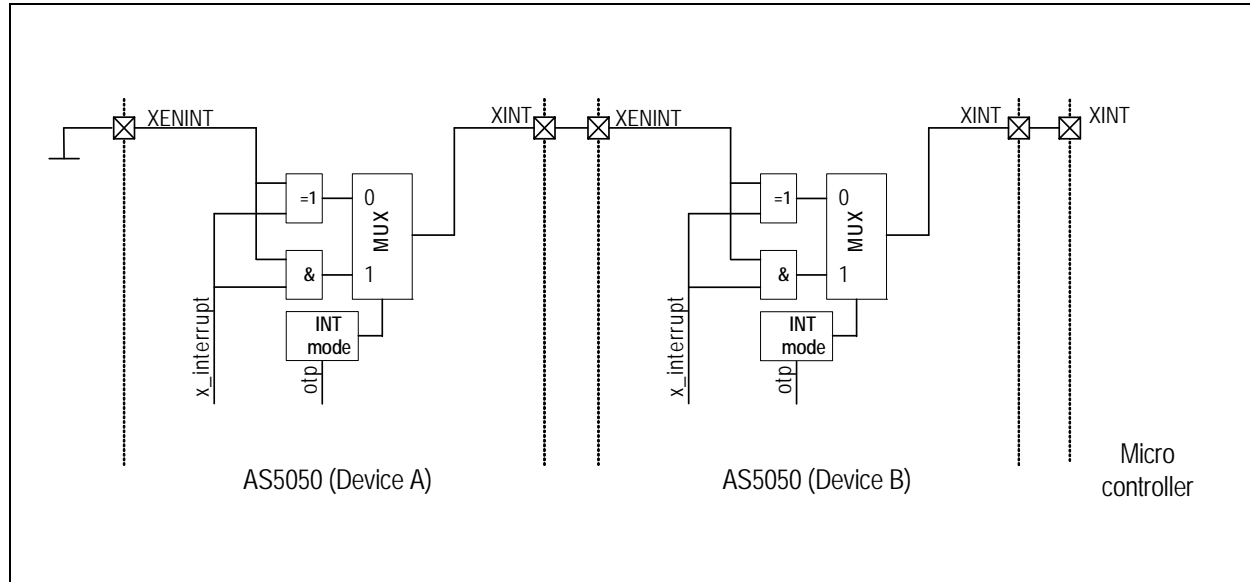 XENINT
XINT
XENINT
XINT
XINT
=1
0
MUX
&
1
INT
mode
x_interrupt
otp
=1
0
MUX
&
1
INT
mode
x_interrupt
otp
AS5050 (Device A)
AS5050 (Device B)
Micro
controller